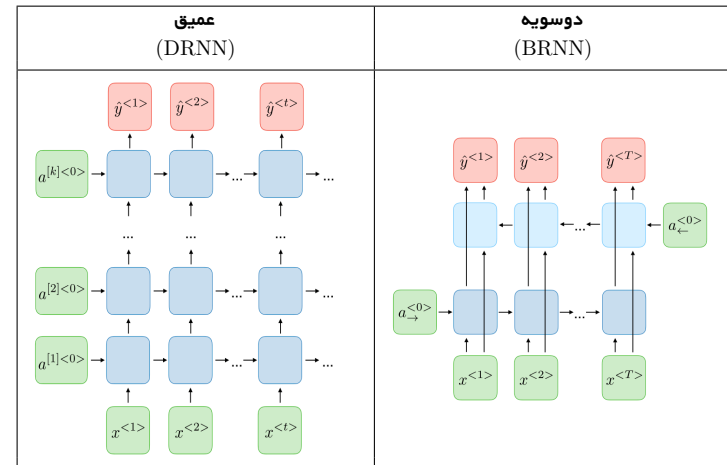 عمیق
(DRNN)
دوسویه
(BRNN)
ŷ<1> ŷ<2> ŷ<t>
a[k]<0> ... ...
... ... ...
a[2]<0> ... ...
a[1]<0> ... ...
x<1> x<2> x<t>
ŷ<1> ŷ<2> ŷ<T>
... a←<0>
a→<0> ...
x<1> x<2> x<T>